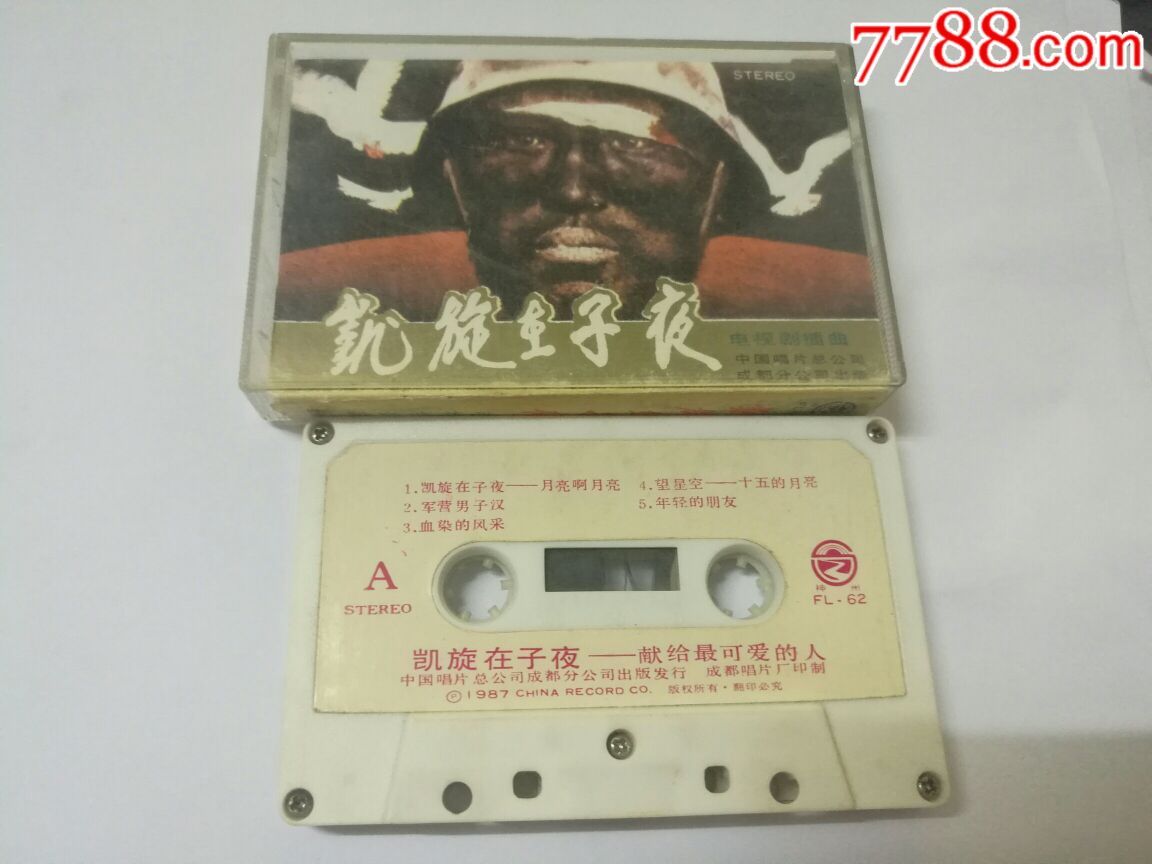 7788.com
STEREO
凯旋在子夜
电视剧插曲
中国唱片总公司
成都分公司出版
1.凯旋在子夜——月亮啊月亮
2.军营男子汉
3.血染的风采
4.望星空——十五的月亮
5.年轻的朋友
A
STEREO
神州
FL-62
凯旋在子夜——献给最可爱的人
中国唱片总公司成都分公司出版发行 成都唱片厂印制
Ⓟ1987 CHINA RECORD CO. 版权所有·翻印必究